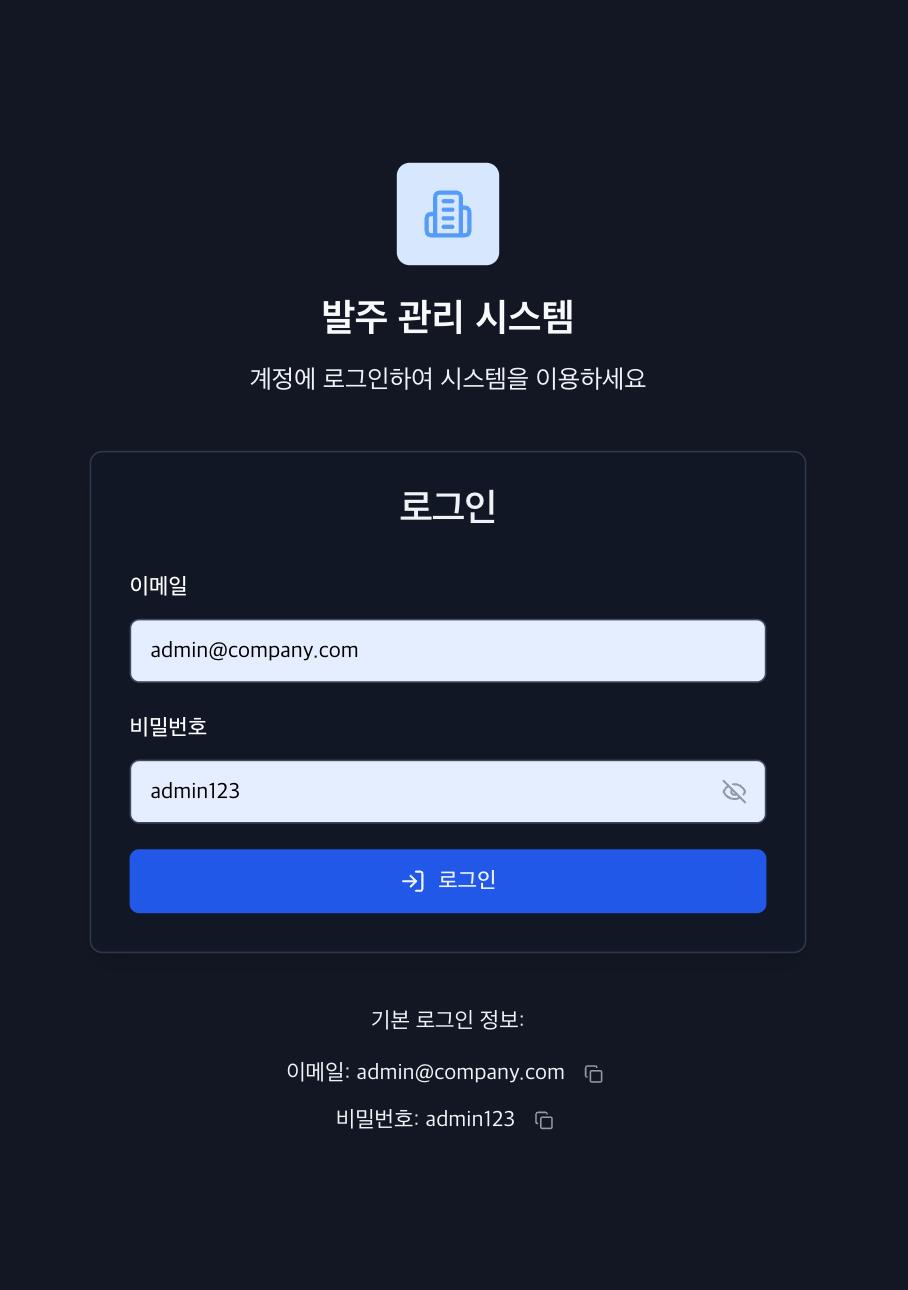 발주 관리 시스템
계정에 로그인하여 시스템을 이용하세요
로그인
이메일
admin@company.com
비밀번호
admin123
로그인
기본 로그인 정보:
이메일: admin@company.com
비밀번호: admin123